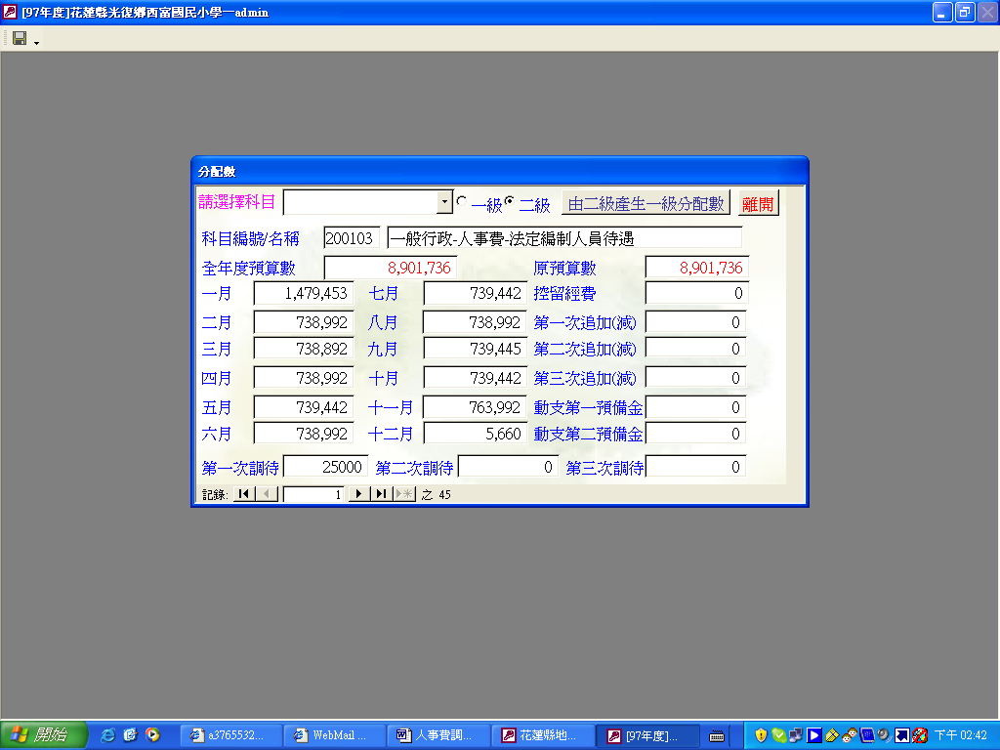 [97年度]花蓮縣光復鄉西富國民小學—admin
分配數
請選擇科目 一級 二級 由二級產生一級分配數 離開
科目編號/名稱 200103 一般行政-人事費-法定編制人員待遇
全年度預算數 8,901,736 原預算數 8,901,736
一月 1,479,453 七月 739,442 控留經費 0
二月 738,992 八月 738,992 第一次追加(減) 0
三月 738,892 九月 739,445 第二次追加(減) 0
四月 738,992 十月 739,442 第三次追加(減) 0
五月 739,442 十一月 763,992 動支第一預備金 0
六月 738,992 十二月 5,660 動支第二預備金 0
第一次調待 25000 第二次調待 0 第三次調待 0
記錄: 1 之 45
開始 a3765532... WebMail ... 人事費調... 花蓮縣地... [97年度]... 下午 02:42